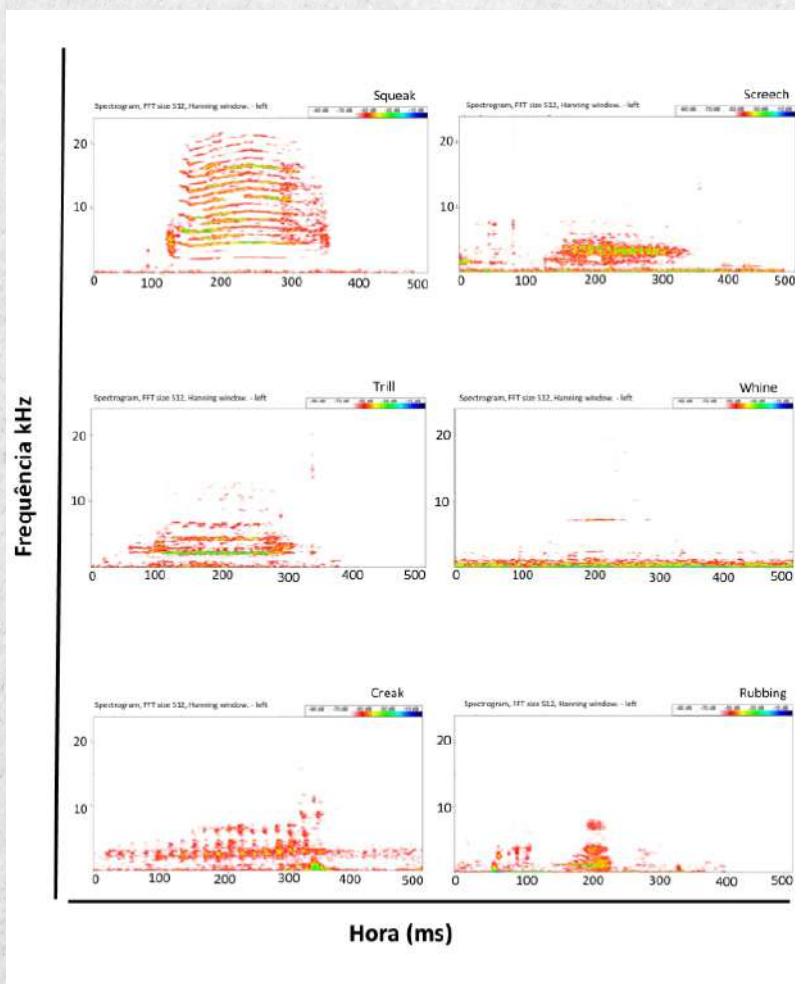 Squeak
Spectrogram, FFT size 512, Hanning window. - left
20
10
0 100 200 300 400 500
Screech
Spectrogram, FFT size 512, Hanning window. - left
20
10
0 100 200 300 400 500
Trill
Spectrogram, FFT size 512, Hanning window. - left
20
10
0 100 200 300 400 500
Whine
Spectrogram, FFT size 512, Hanning window. - left
20
10
0 100 200 300 400 500
Creak
Spectrogram, FFT size 512, Hanning window. - left
20
10
0 100 200 300 400 500
Rubbing
Spectrogram, FFT size 512, Hanning window. - left
20
10
0 100 200 300 400 500
Frequência kHz
Hora (ms)